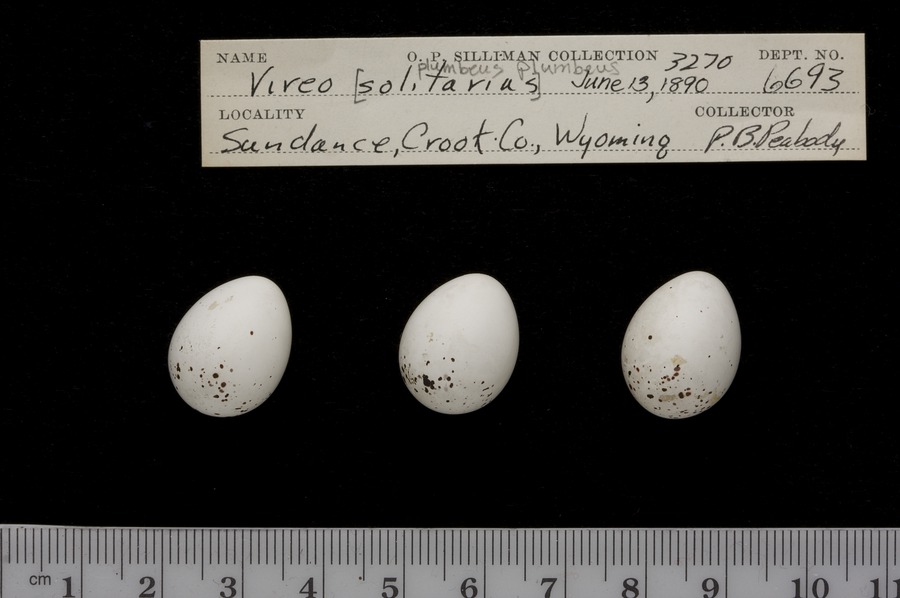 NAME O. P. SILLIMAN COLLECTION 3270 DEPT. NO.
plumbeus plumbeus
Vireo [solitarius] June 13, 1890 6693
LOCALITY COLLECTOR
Sundance, Crook Co., Wyoming P.B. Peabody
cm 1 2 3 4 5 6 7 8 9 10 11